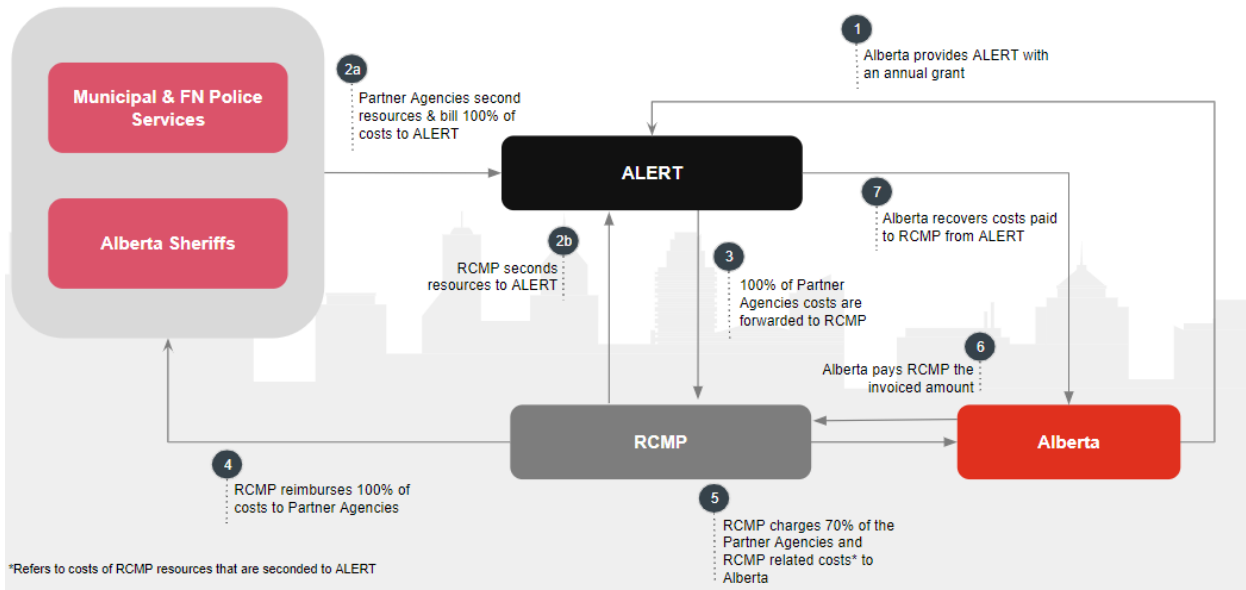 1
Alberta provides ALERT with
an annual grant
2a
Partner Agencies second
resources & bill 100% of
costs to ALERT
Municipal & FN Police
Services
ALERT
7
Alberta recovers costs paid
to RCMP from ALERT
Alberta Sheriffs
2b
RCMP seconds
resources to ALERT
3
100% of Partner
Agencies costs are
forwarded to RCMP
6
Alberta pays RCMP the
invoiced amount
RCMP
Alberta
4
RCMP reimburses 100% of
costs to Partner Agencies
5
RCMP charges 70% of the
Partner Agencies and
RCMP related costs* to
Alberta
*Refers to costs of RCMP resources that are seconded to ALERT